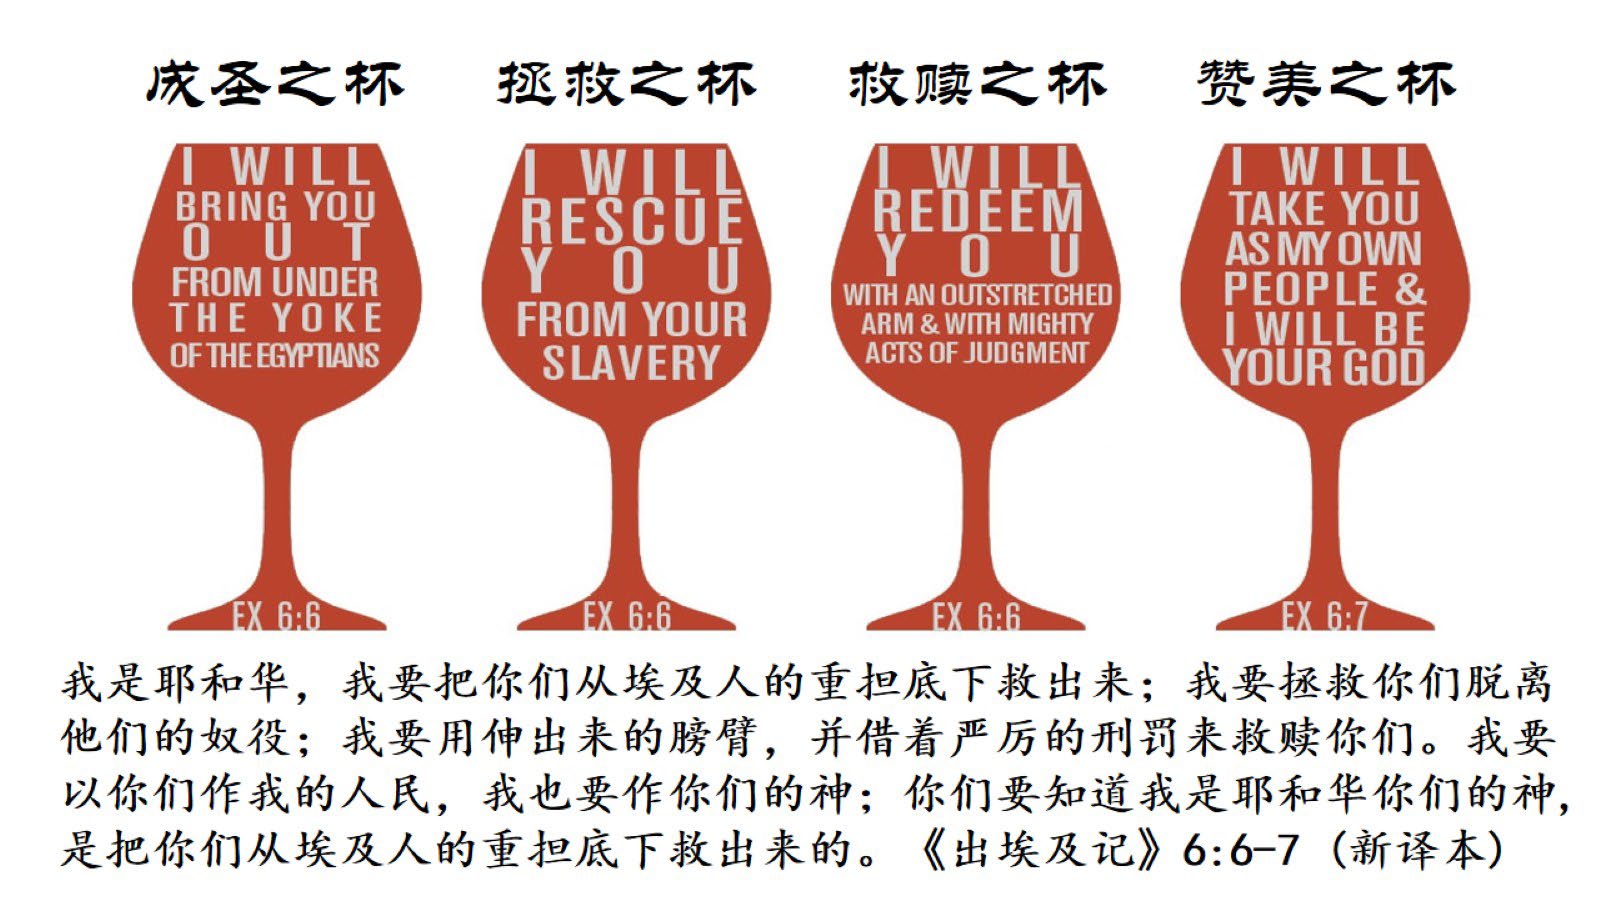 成圣之杯
拯救之杯
救赎之杯
赞美之杯
I WILL
BRING YOU
OUT
FROM UNDER
THE YOKE
OF THE EGYPTIANS
EX 6:6
I WILL
RESCUE
YOU
FROM YOUR
SLAVERY
EX 6:6
I WILL
REDEEM
YOU
WITH AN OUTSTRETCHED
ARM & WITH MIGHTY
ACTS OF JUDGMENT
EX 6:6
I WILL
TAKE YOU
AS MY OWN
PEOPLE &
I WILL BE
YOUR GOD
EX 6:7
我是耶和华，我要把你们从埃及人的重担底下救出来；我要拯救你们脱离
他们的奴役；我要用伸出来的膀臂，并借着严厉的刑罚来救赎你们。我要
以你们作我的人民，我也要作你们的神；你们要知道我是耶和华你们的神，
是把你们从埃及人的重担底下救出来的。《出埃及记》6:6-7（新译本）